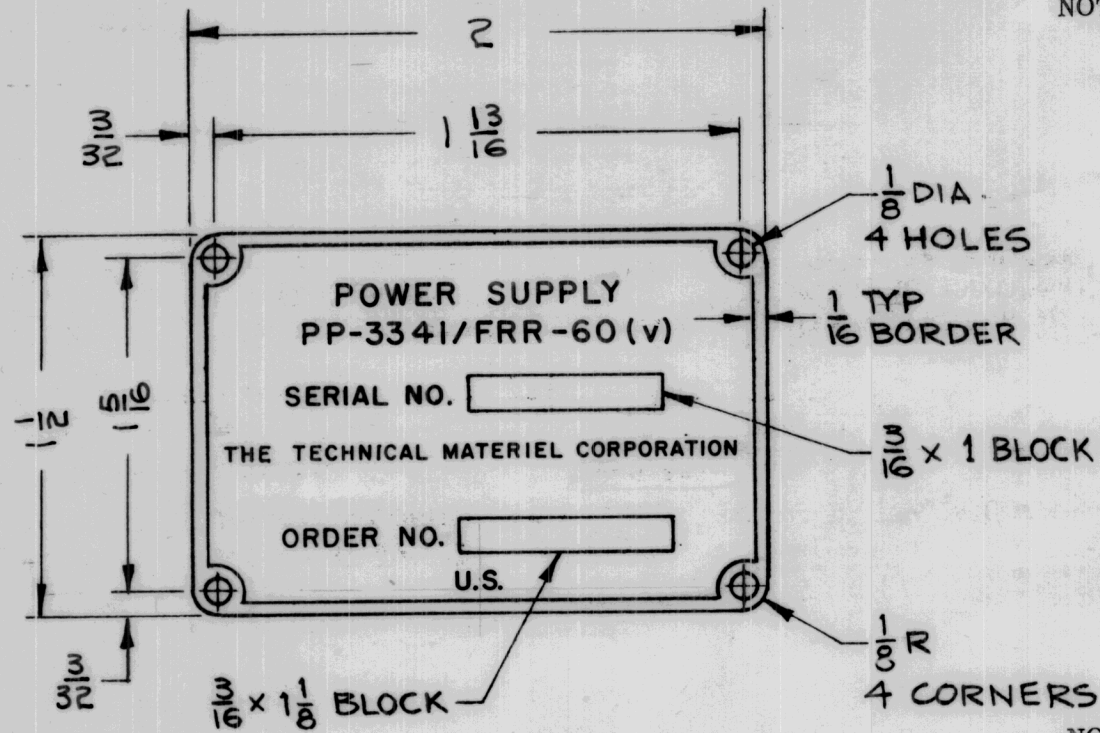 NOT
2
3/32
1 13/16
1/8 DIA
4 HOLES
1/16 TYP
BORDER
POWER SUPPLY
PP-3341/FRR-60(v)
1 1/2
1 5/16
SERIAL NO.
THE TECHNICAL MATERIEL CORPORATION
3/16 x 1 BLOCK
ORDER NO.
U.S.
3/32
3/16 x 1 1/8 BLOCK
1/8 R
4 CORNERS